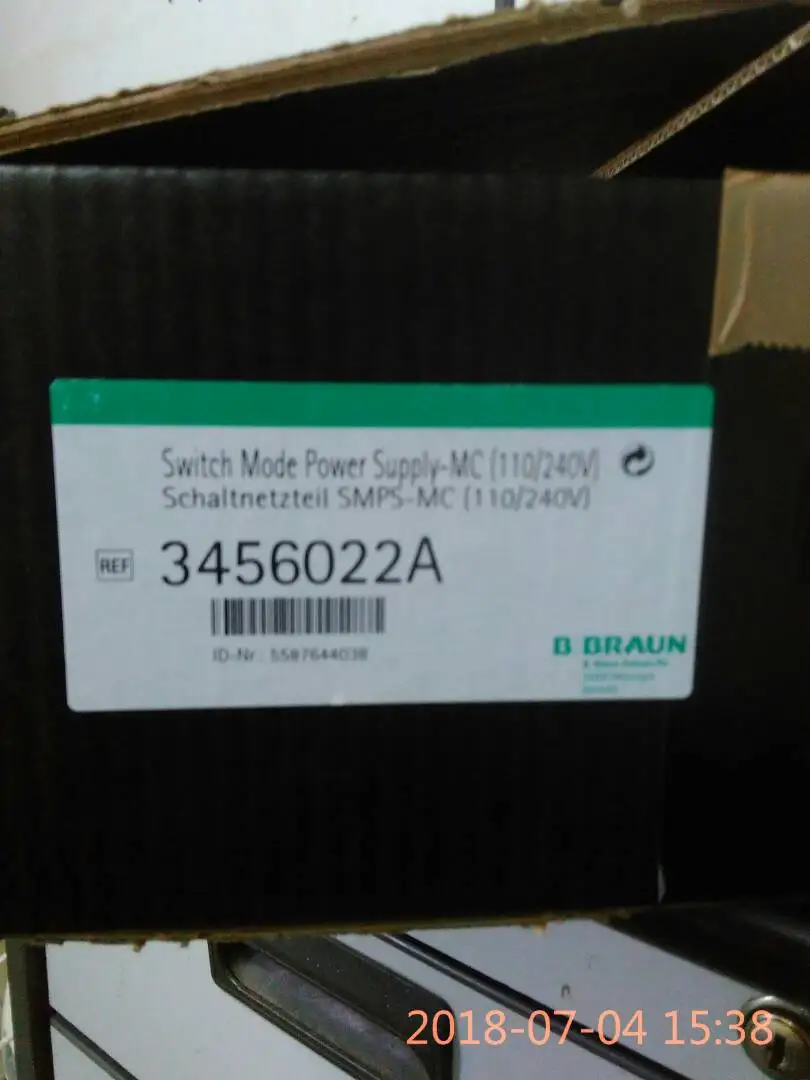 Switch Mode Power Supply-MC (110/240V)
Schaltnetzteil SMPS-MC (110/240V)
REF 3456022A
ID-Nr.: 5587644038
B BRAUN
2018-07-04 15:38